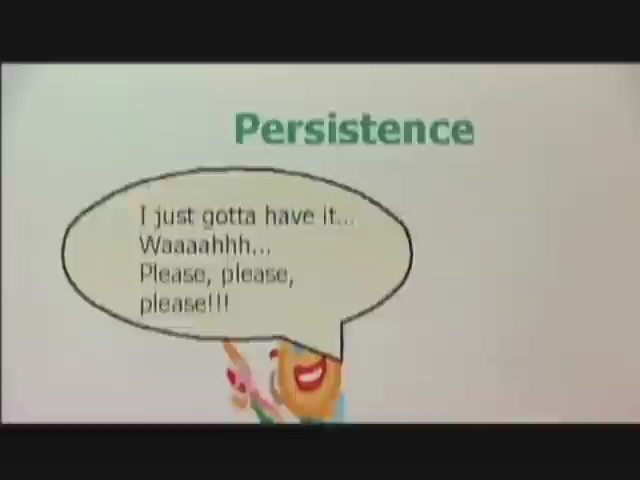 Persistence
I just gotta have it...
Waaaahhh...
Please, please,
please!!!